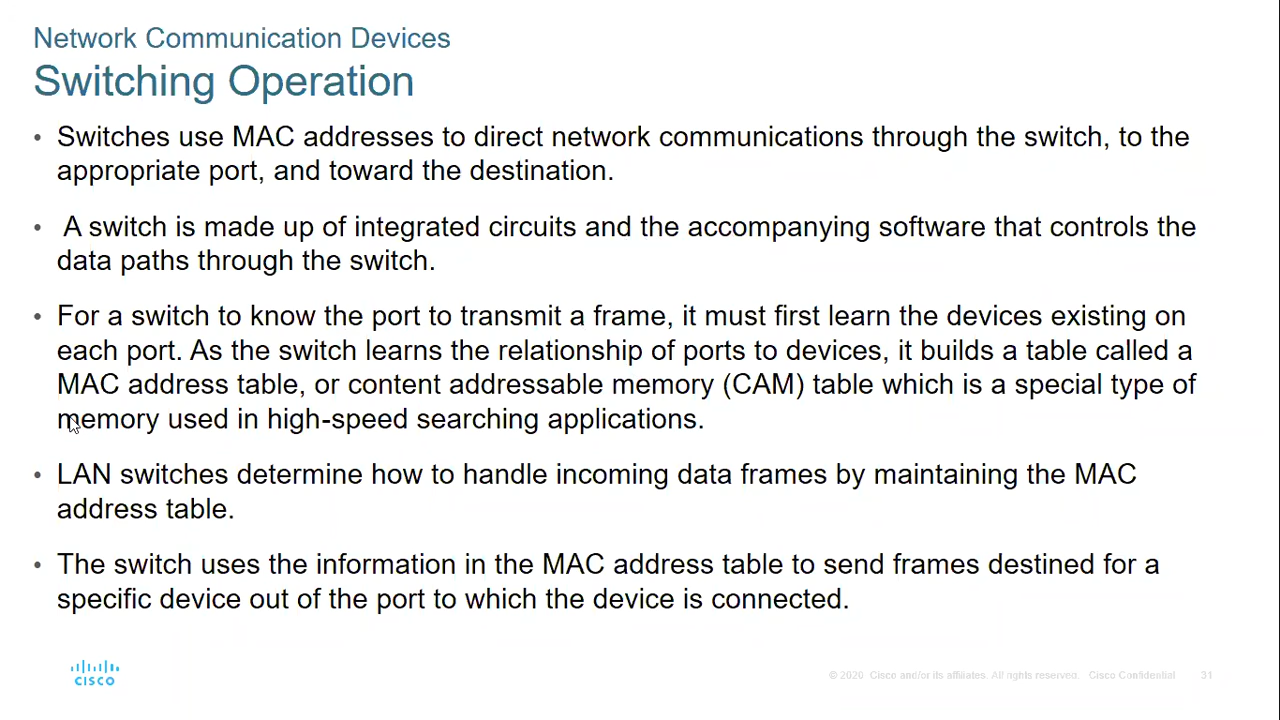 Network Communication Devices
Switching Operation
• Switches use MAC addresses to direct network communications through the switch, to the
appropriate port, and toward the destination.
• A switch is made up of integrated circuits and the accompanying software that controls the
data paths through the switch.
• For a switch to know the port to transmit a frame, it must first learn the devices existing on
each port. As the switch learns the relationship of ports to devices, it builds a table called a
MAC address table, or content addressable memory (CAM) table which is a special type of
memory used in high-speed searching applications.
• LAN switches determine how to handle incoming data frames by maintaining the MAC
address table.
• The switch uses the information in the MAC address table to send frames destined for a
specific device out of the port to which the device is connected.
CISCO
© 2020 Cisco and/or its affiliates. All rights reserved. Cisco Confidential 31